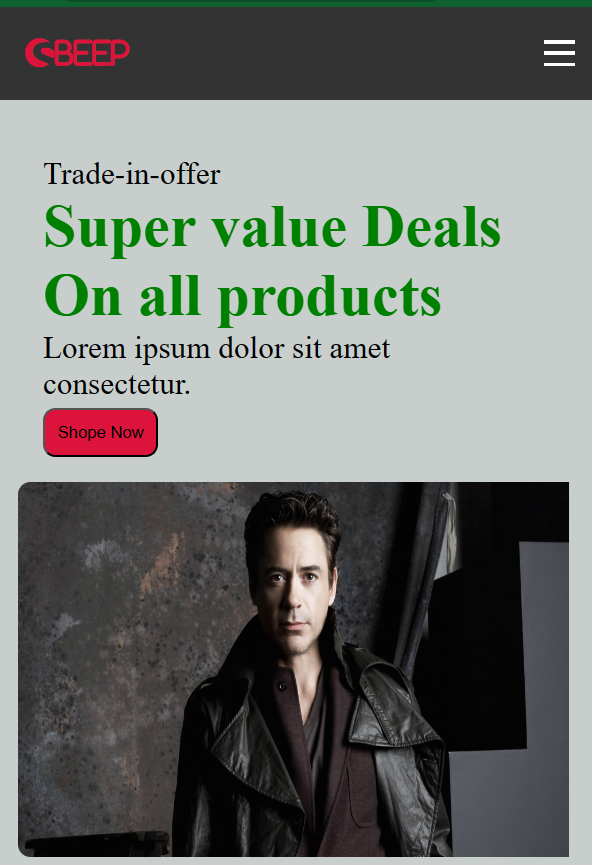 BEEP
Trade-in-offer
Super value Deals
On all products
Lorem ipsum dolor sit amet
consectetur.
Shope Now